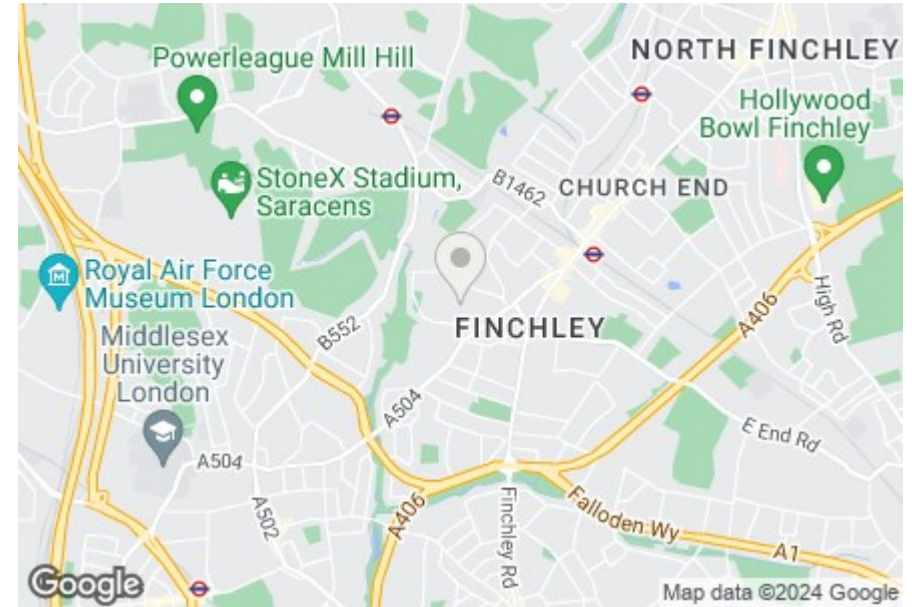 NORTH FINCHLEY
Powerleague Mill Hill
Hollywood
Bowl Finchley
StoneX Stadium,
Saracens
B1462
CHURCH END
Royal Air Force
Museum London
A406
High Rd
B552
FINCHLEY
Middlesex
University
London
A504
E End Rd
A504
A502
A406
Finchley Rd
Falloden Wy
A1
Google
Map data ©2024 Google